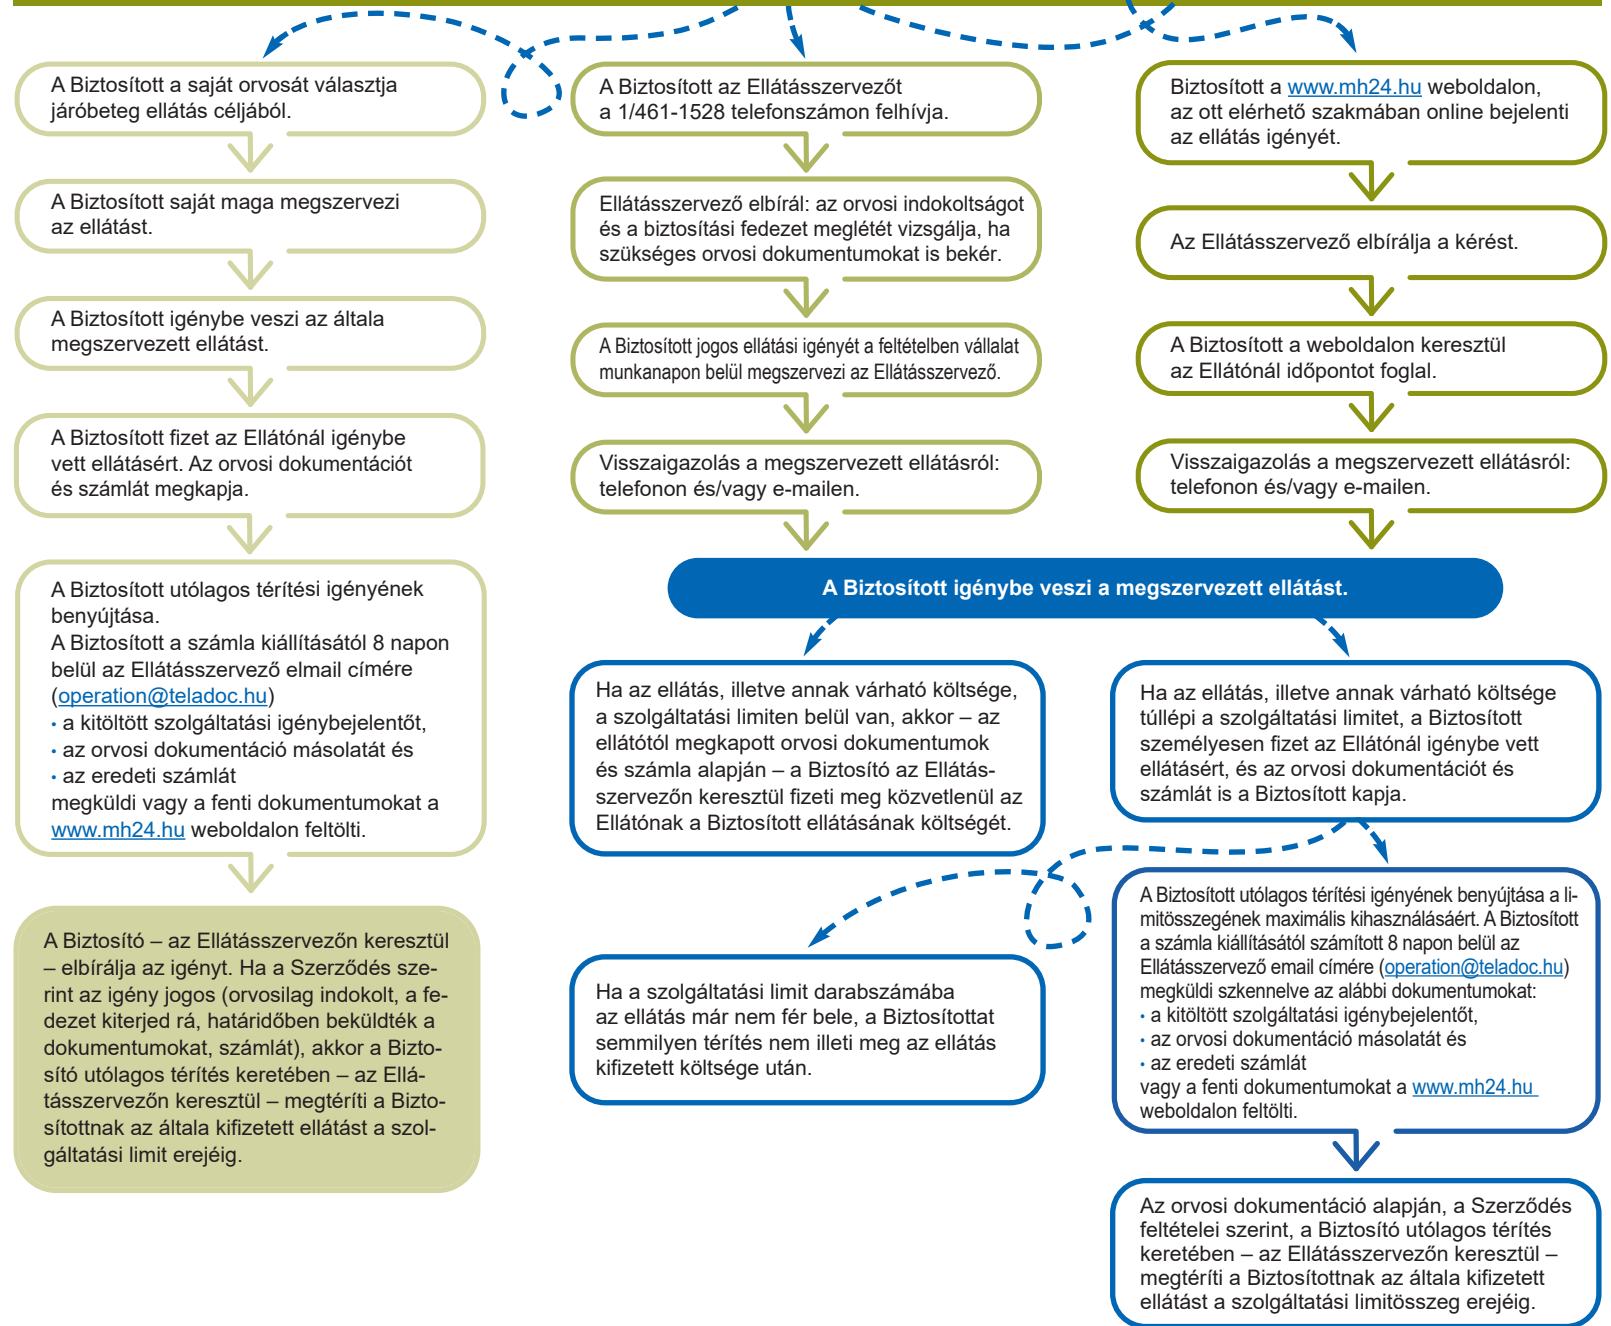 A Biztosított a saját orvosát választja
járóbeteg ellátás céljából.
A Biztosított saját maga megszervezi
az ellátást.
A Biztosított igénybe veszi az általa
megszervezett ellátást.
A Biztosított fizet az Ellátónál igénybe
vett ellátásért. Az orvosi dokumentációt
és számlát megkapja.
A Biztosított utólagos térítési igényének
benyújtása.
A Biztosított a számla kiállításától 8 napon
belül az Ellátásszervező elmail címére
(operation@teladoc.hu)
• a kitöltött szolgáltatási igénybejelentőt,
• az orvosi dokumentáció másolatát és
• az eredeti számlát
megküldi vagy a fenti dokumentumokat a
www.mh24.hu weboldalon feltölti.
A Biztosító – az Ellátásszervezőn keresztül
– elbírálja az igényt. Ha a Szerződés sze-
rint az igény jogos (orvosilag indokolt, a fe-
dezet kiterjed rá, határidőben beküldték a
dokumentumokat, számlát), akkor a Bizto-
sító utólagos térítés keretében – az Ellá-
tásszervezőn keresztül – megtéríti a Bizto-
sítottnak az általa kifizetett ellátást a szol-
gáltatási limit erejéig.
A Biztosított az Ellátásszervezőt
a 1/461-1528 telefonszámon felhívja.
Ellátásszervező elbírál: az orvosi indokoltságot
és a biztosítási fedezet meglétét vizsgálja, ha
szükséges orvosi dokumentumokat is bekér.
A Biztosított jogos ellátási igényét a feltételben vállalat
munkanapon belül megszervezi az Ellátásszervező.
Visszaigazolás a megszervezett ellátásról:
telefonon és/vagy e-mailen.
Biztosított a www.mh24.hu weboldalon,
az ott elérhető szakmában online bejelenti
az ellátás igényét.
Az Ellátásszervező elbírálja a kérést.
A Biztosított a weboldalon keresztül
az Ellátónál időpontot foglal.
Visszaigazolás a megszervezett ellátásról:
telefonon és/vagy e-mailen.
A Biztosított igénybe veszi a megszervezett ellátást.
Ha az ellátás, illetve annak várható költsége,
a szolgáltatási limiten belül van, akkor – az
ellátótól megkapott orvosi dokumentumok
és számla alapján – a Biztosító az Ellátás-
szervezőn keresztül fizeti meg közvetlenül az
Ellátónak a Biztosított ellátásának költségét.
Ha az ellátás, illetve annak várható költsége
túllépi a szolgáltatási limitet, a Biztosított
személyesen fizet az Ellátónál igénybe vett
ellátásért, és az orvosi dokumentációt és
számlát is a Biztosított kapja.
Ha a szolgáltatási limit darabszámába
az ellátás már nem fér bele, a Biztosítottat
semmilyen térítés nem illeti meg az ellátás
kifizetett költsége után.
A Biztosított utólagos térítési igényének benyújtása a li-
mitösszegének maximális kihasználásáért. A Biztosított
a számla kiállításától számított 8 napon belül az
Ellátásszervező email címére (operation@teladoc.hu)
megküldi szkennelve az alábbi dokumentumokat:
• a kitöltött szolgáltatási igénybejelentőt,
• az orvosi dokumentáció másolatát és
• az eredeti számlát
vagy a fenti dokumentumokat a www.mh24.hu
weboldalon feltölti.
Az orvosi dokumentáció alapján, a Szerződés
feltételei szerint, a Biztosító utólagos térítés
keretében – az Ellátásszervezőn keresztül –
megtéríti a Biztosítottnak az általa kifizetett
ellátást a szolgáltatási limitösszeg erejéig.